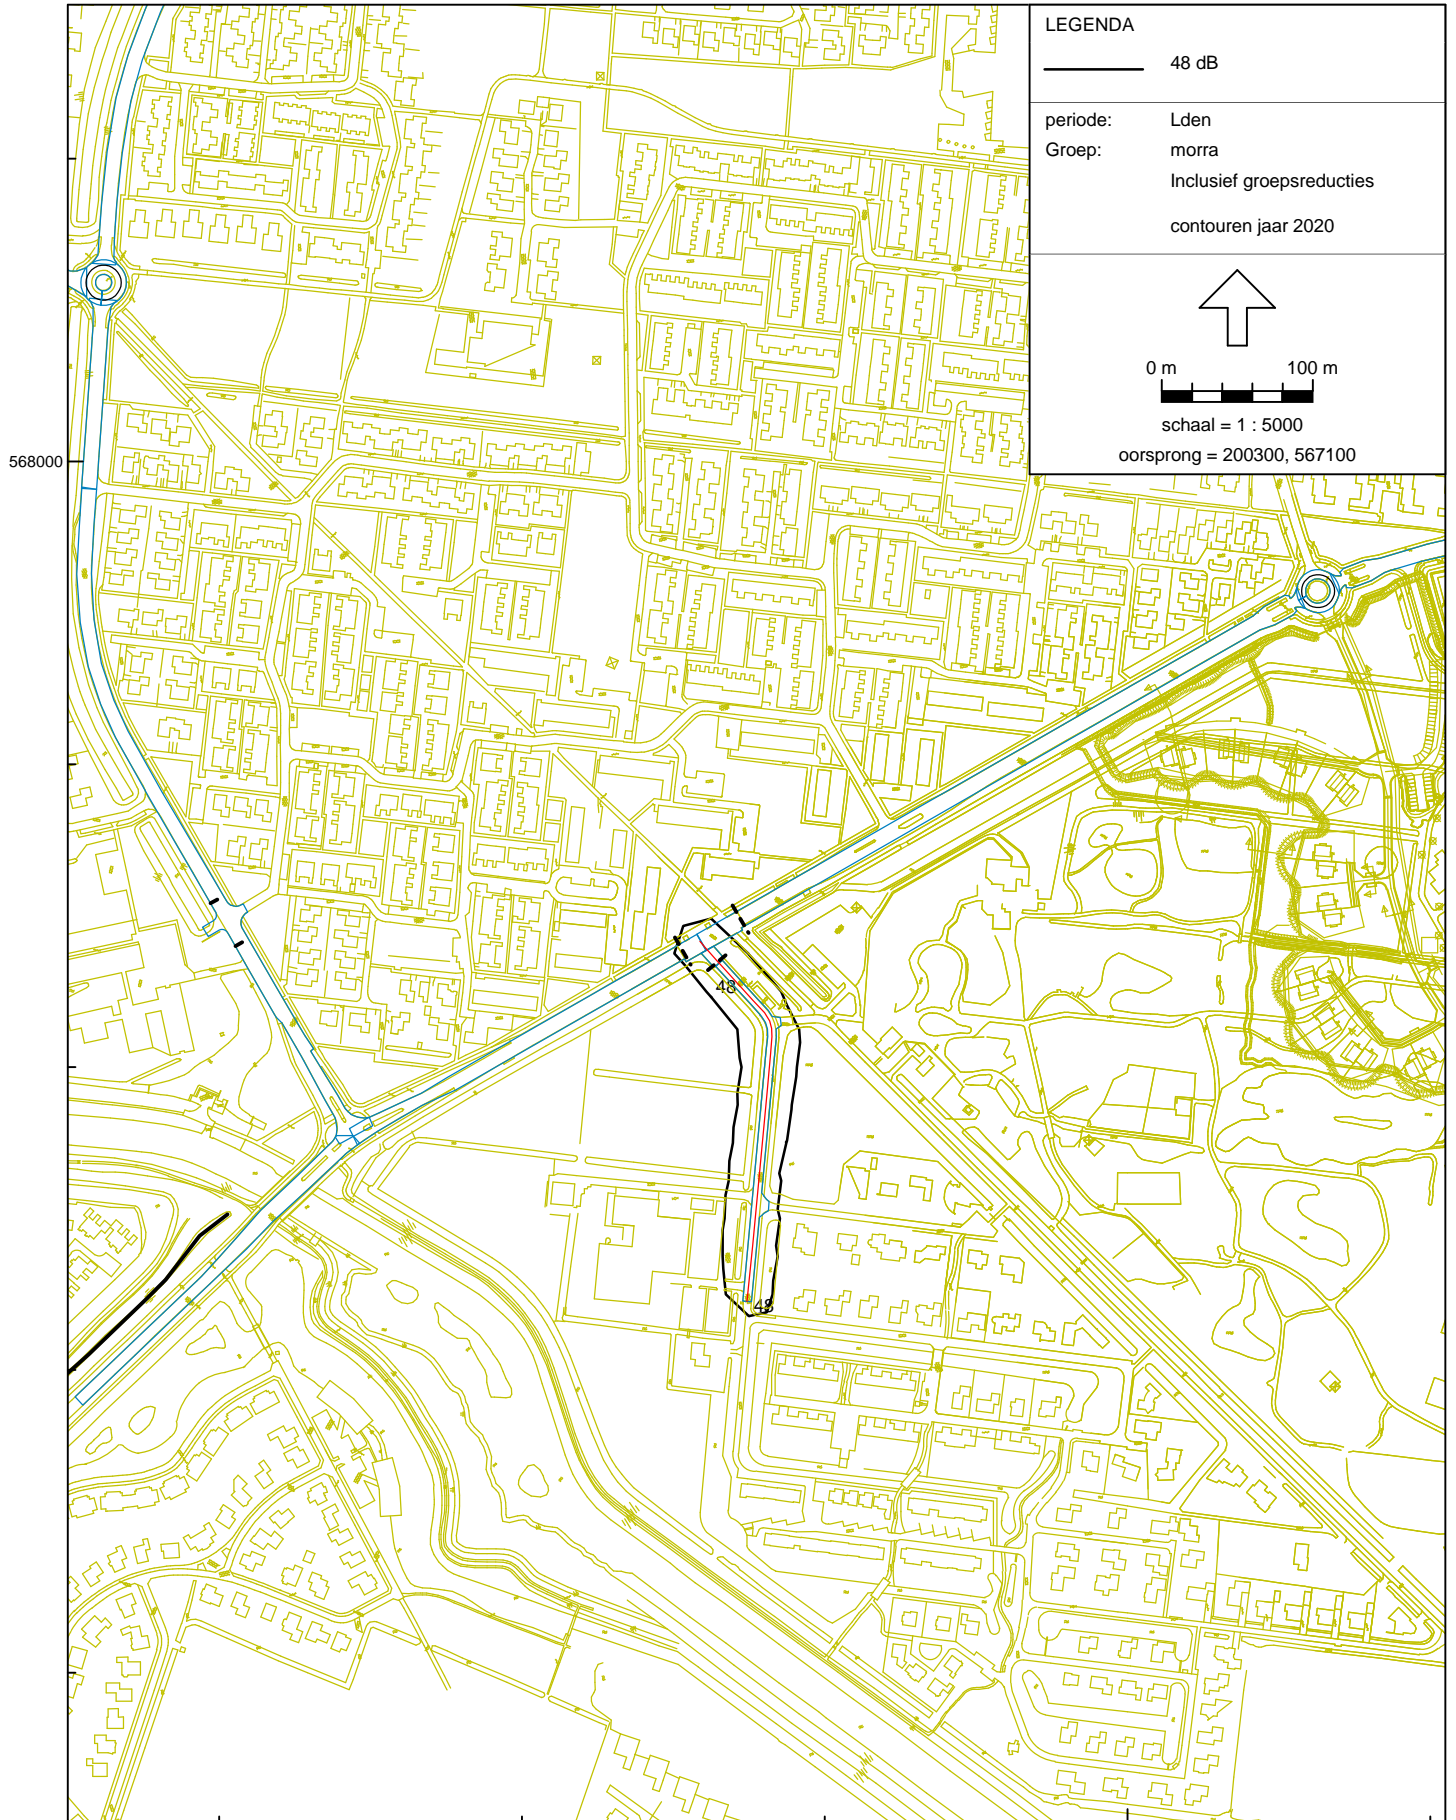 LEGENDA
48 dB
periode: Lden
Groep: morra
Inclusief groepsreducties
contouren jaar 2020
0 m 100 m
schaal = 1 : 5000
oorsprong = 200300, 567100
568000
48
48